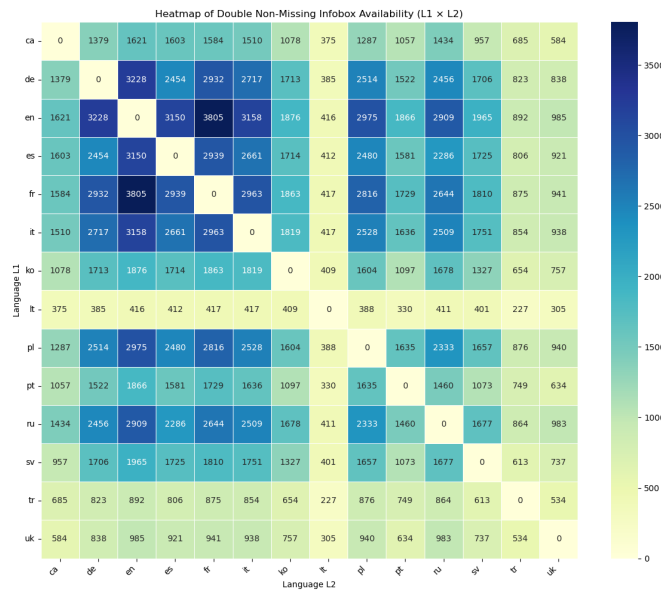 Heatmap of Double Non-Missing Infobox Availability (L1 × L2)
ca 0 1379 1621 1603 1584 1510 1078 375 1287 1057 1434 957 685 584
de 1379 0 3228 2454 2932 2717 1713 385 2514 1522 2456 1706 823 838
en 1621 3228 0 3150 3805 3158 1876 416 2975 1866 2909 1965 892 985
es 1603 2454 3150 0 2939 2661 1714 412 2480 1581 2286 1725 806 921
fr 1584 2932 3805 2939 0 2963 1863 417 2816 1729 2644 1810 875 941
it 1510 2717 3158 2661 2963 0 1819 417 2528 1636 2509 1751 854 938
ko 1078 1713 1876 1714 1863 1819 0 409 1604 1097 1678 1327 654 757
lt 375 385 416 412 417 417 409 0 388 330 411 401 227 305
pl 1287 2514 2975 2480 2816 2528 1604 388 0 1635 2333 1657 876 940
pt 1057 1522 1866 1581 1729 1636 1097 330 1635 0 1460 1073 749 634
ru 1434 2456 2909 2286 2644 2509 1678 411 2333 1460 0 1677 864 983
sv 957 1706 1965 1725 1810 1751 1327 401 1657 1073 1677 0 613 737
tr 685 823 892 806 875 854 654 227 876 749 864 613 0 534
uk 584 838 985 921 941 938 757 305 940 634 983 737 534 0
ca de en es fr it ko lt pl pt ru sv tr uk
Language L2
Language L1
3500
3000
2500
2000
1500
1000
500
0